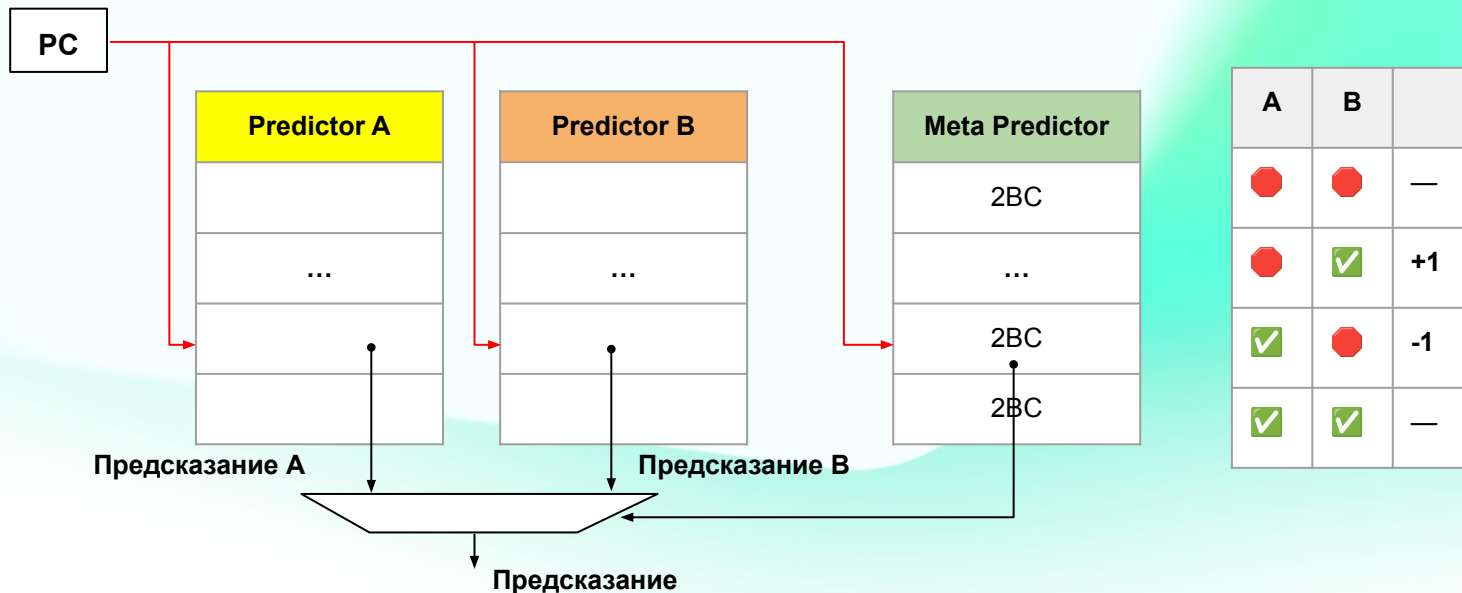 PC
Predictor A
Predictor B
Meta Predictor
2BC
…
…
…
2BC
2BC
Предсказание A
Предсказание B
Предсказание
A B
🛑 🛑 —
🛑 ✅ +1
✅ 🛑 -1
✅ ✅ —